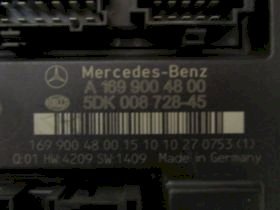 Mercedes-Benz
A 169 900 48 00
5DK 008 728-45
169 900 48 00 15 10 10 27 0753 (1)
Q:01 HW:4209 SW:1409 Made in Germany